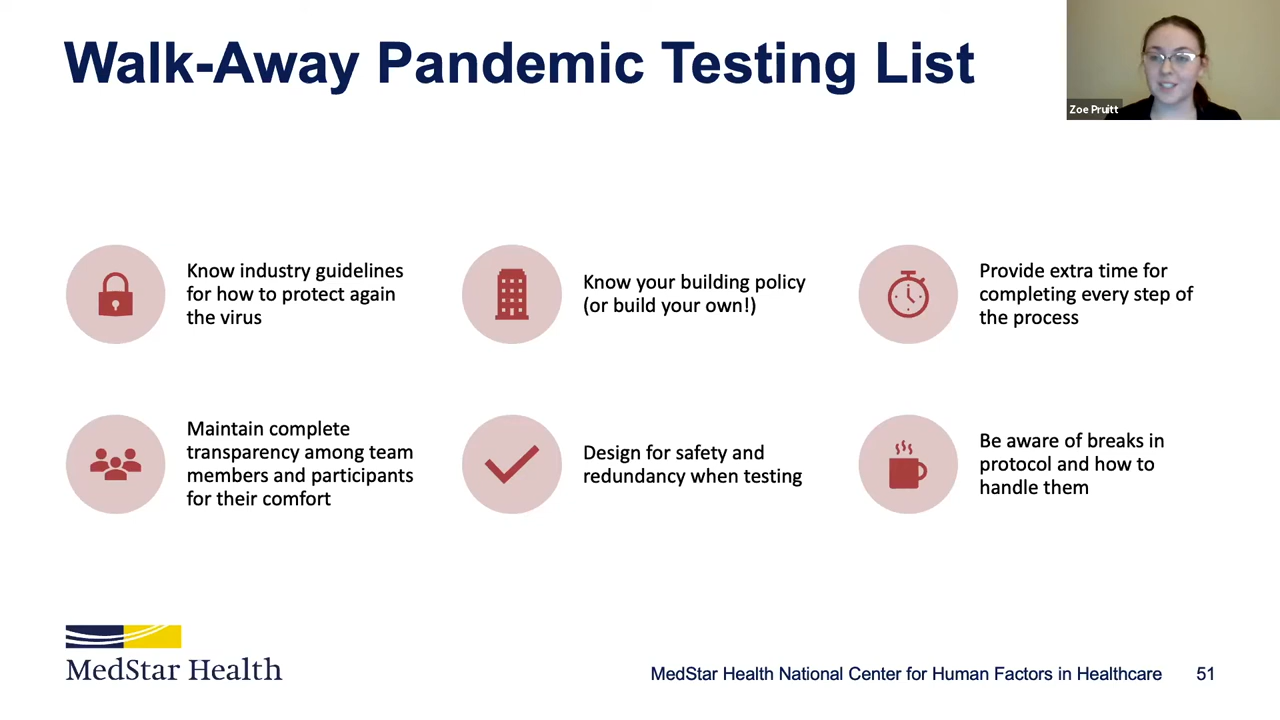 Walk-Away Pandemic Testing List
Zoe Pruitt
Know industry guidelines
for how to protect again
the virus
Know your building policy
(or build your own!)
Provide extra time for
completing every step of
the process
Maintain complete
transparency among team
members and participants
for their comfort
Design for safety and
redundancy when testing
Be aware of breaks in
protocol and how to
handle them
MedStar Health
MedStar Health National Center for Human Factors in Healthcare 51